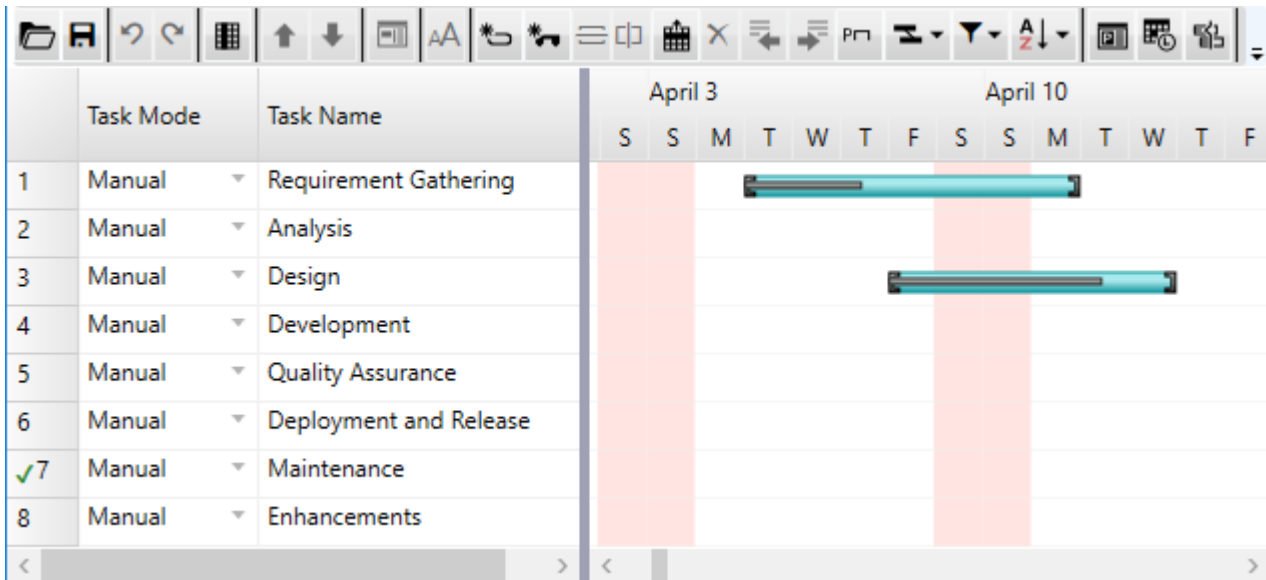 April 3 April 10
Task Mode Task Name
S S M T W T F S S M T W T F
1 Manual Requirement Gathering
2 Manual Analysis
3 Manual Design
4 Manual Development
5 Manual Quality Assurance
6 Manual Deployment and Release
7 Manual Maintenance
8 Manual Enhancements